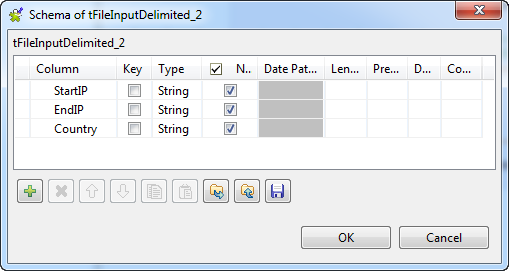 Schema of tFileInputDelimited_2
tFileInputDelimited_2
Column Key Type N.. Date Pat... Len... Pre... D... Co...
StartIP String
EndIP String
Country String
OK Cancel